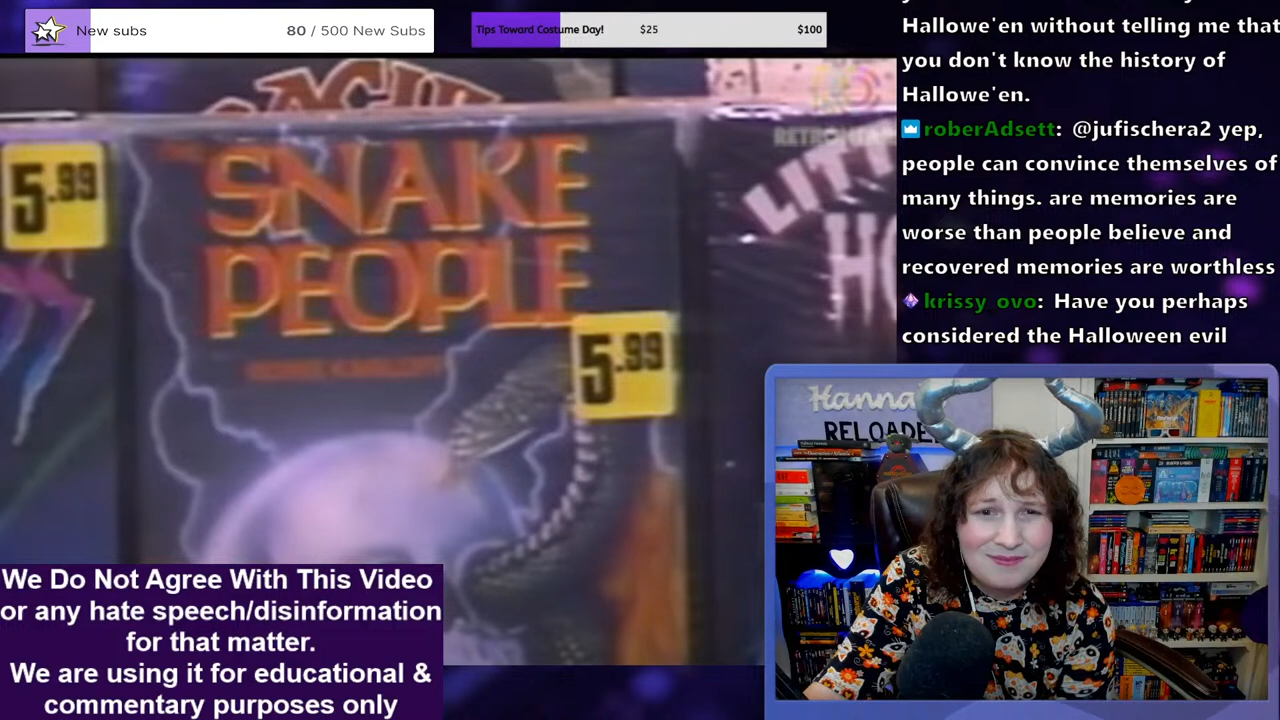 New subs
80 / 500 New Subs
Tips Toward Costume Day!
$25
$100
Hallowe'en without telling me that
you don't know the history of
Hallowe'en.
roberAdsett: @jufischera2 yep,
people can convince themselves of
many things. are memories are
worse than people believe and
recovered memories are worthless
krissy_ovo: Have you perhaps
considered the Halloween evil
5.99
SNAKE
PEOPLE
5.99
LITT
HO
Hanna
RELOADE
We Do Not Agree With This Video
or any hate speech/disinformation
for that matter.
We are using it for educational &
commentary purposes only